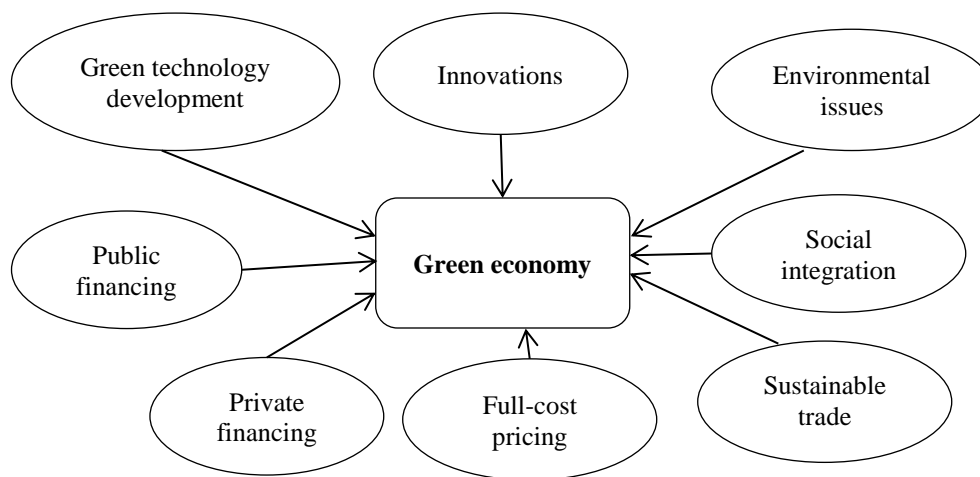 Green technology
development
Innovations
Environmental
issues
Public
financing
Green economy
Social
integration
Private
financing
Full-cost
pricing
Sustainable
trade